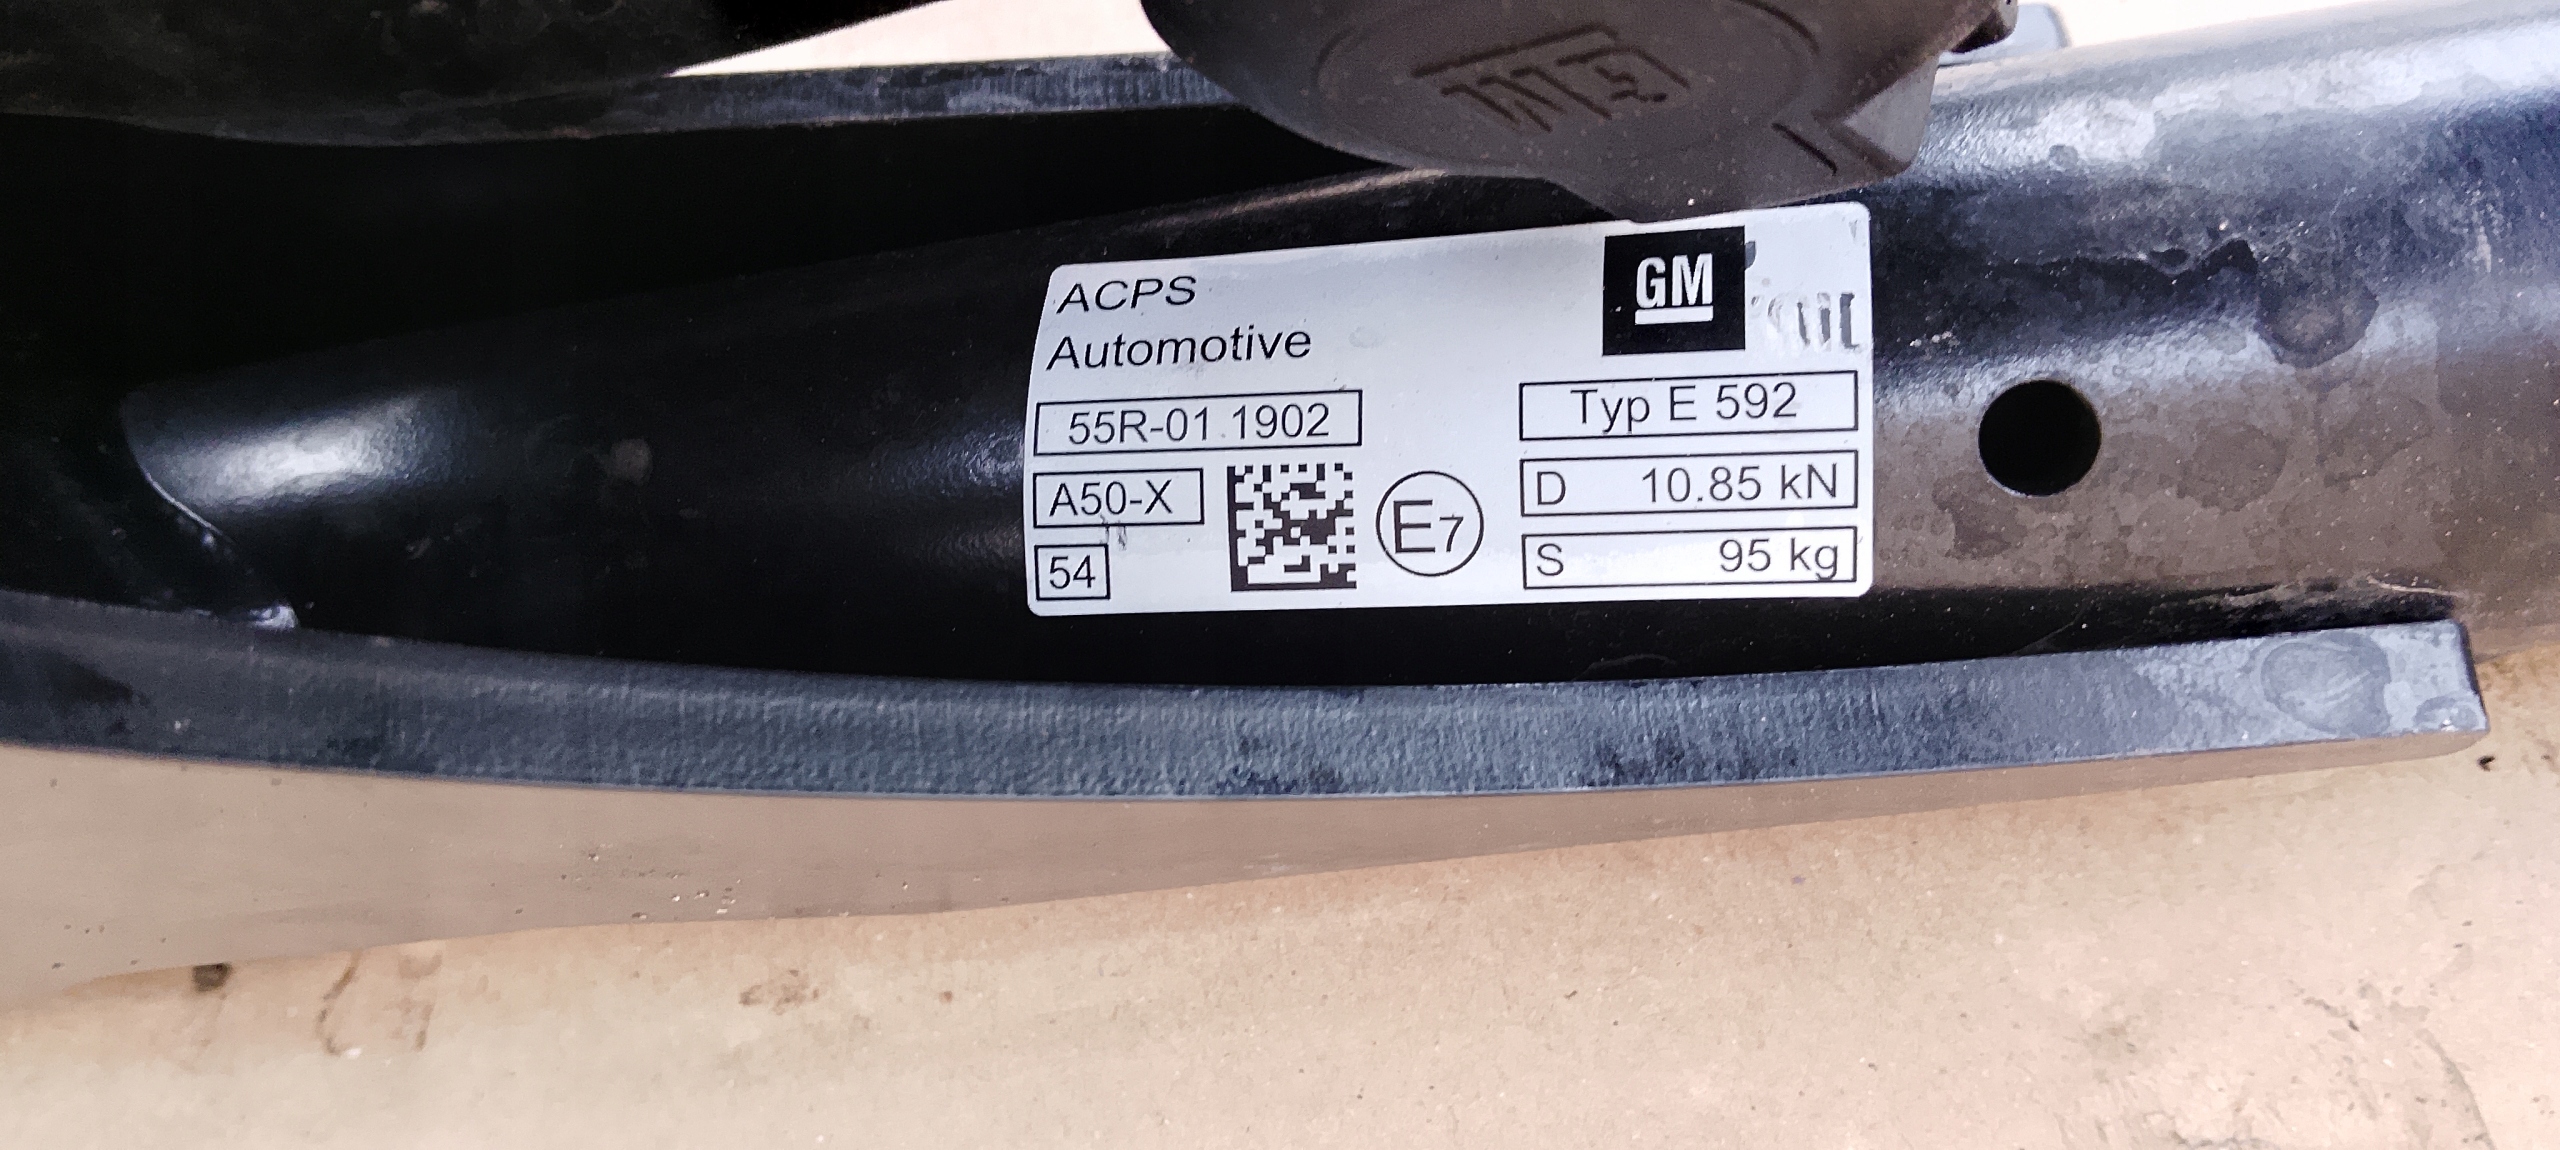 ACPS
Automotive
GM
55R-01 1902
Typ E 592
A50-X
E7
D 10.85 kN
54
S 95 kg